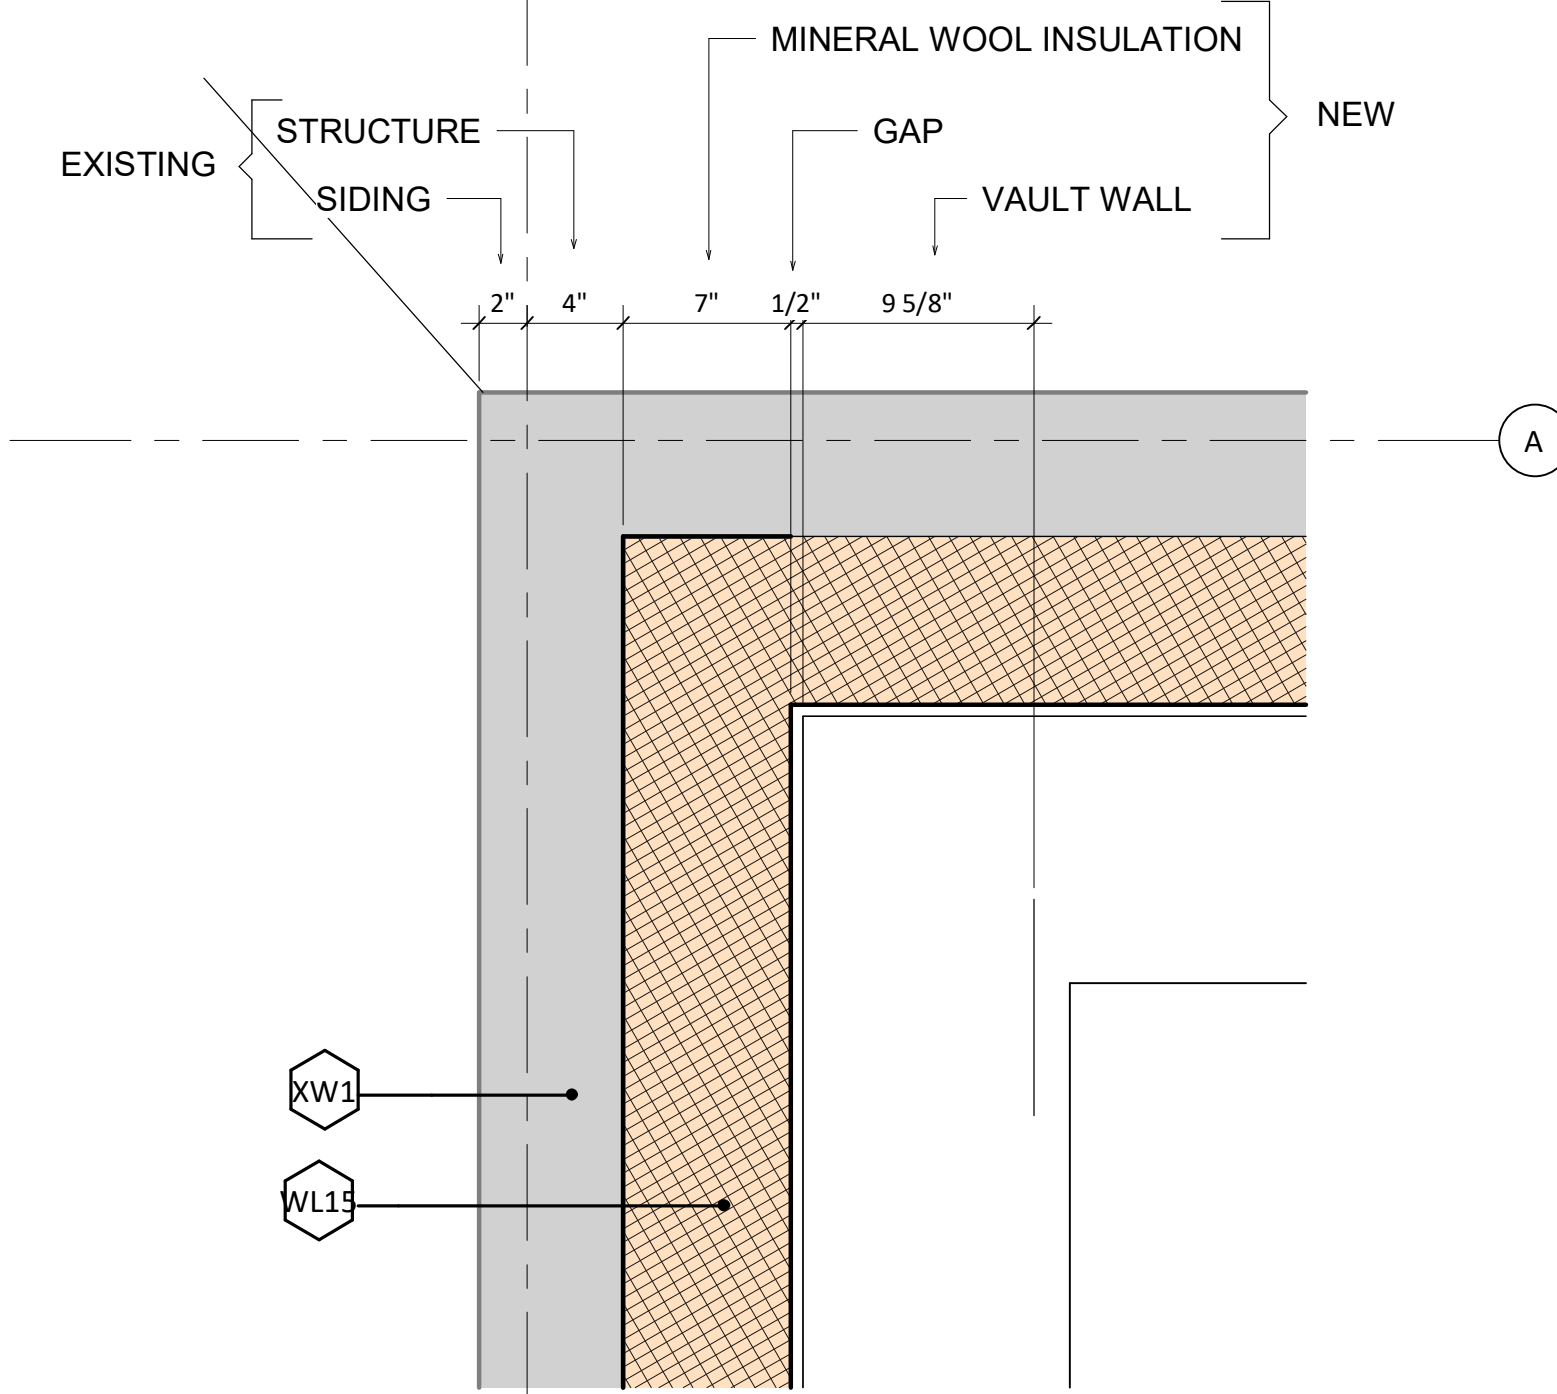 MINERAL WOOL INSULATION
NEW
STRUCTURE
GAP
EXISTING
SIDING
VAULT WALL
2"
4"
7"
1/2"
9 5/8"
A
XW1
WL15